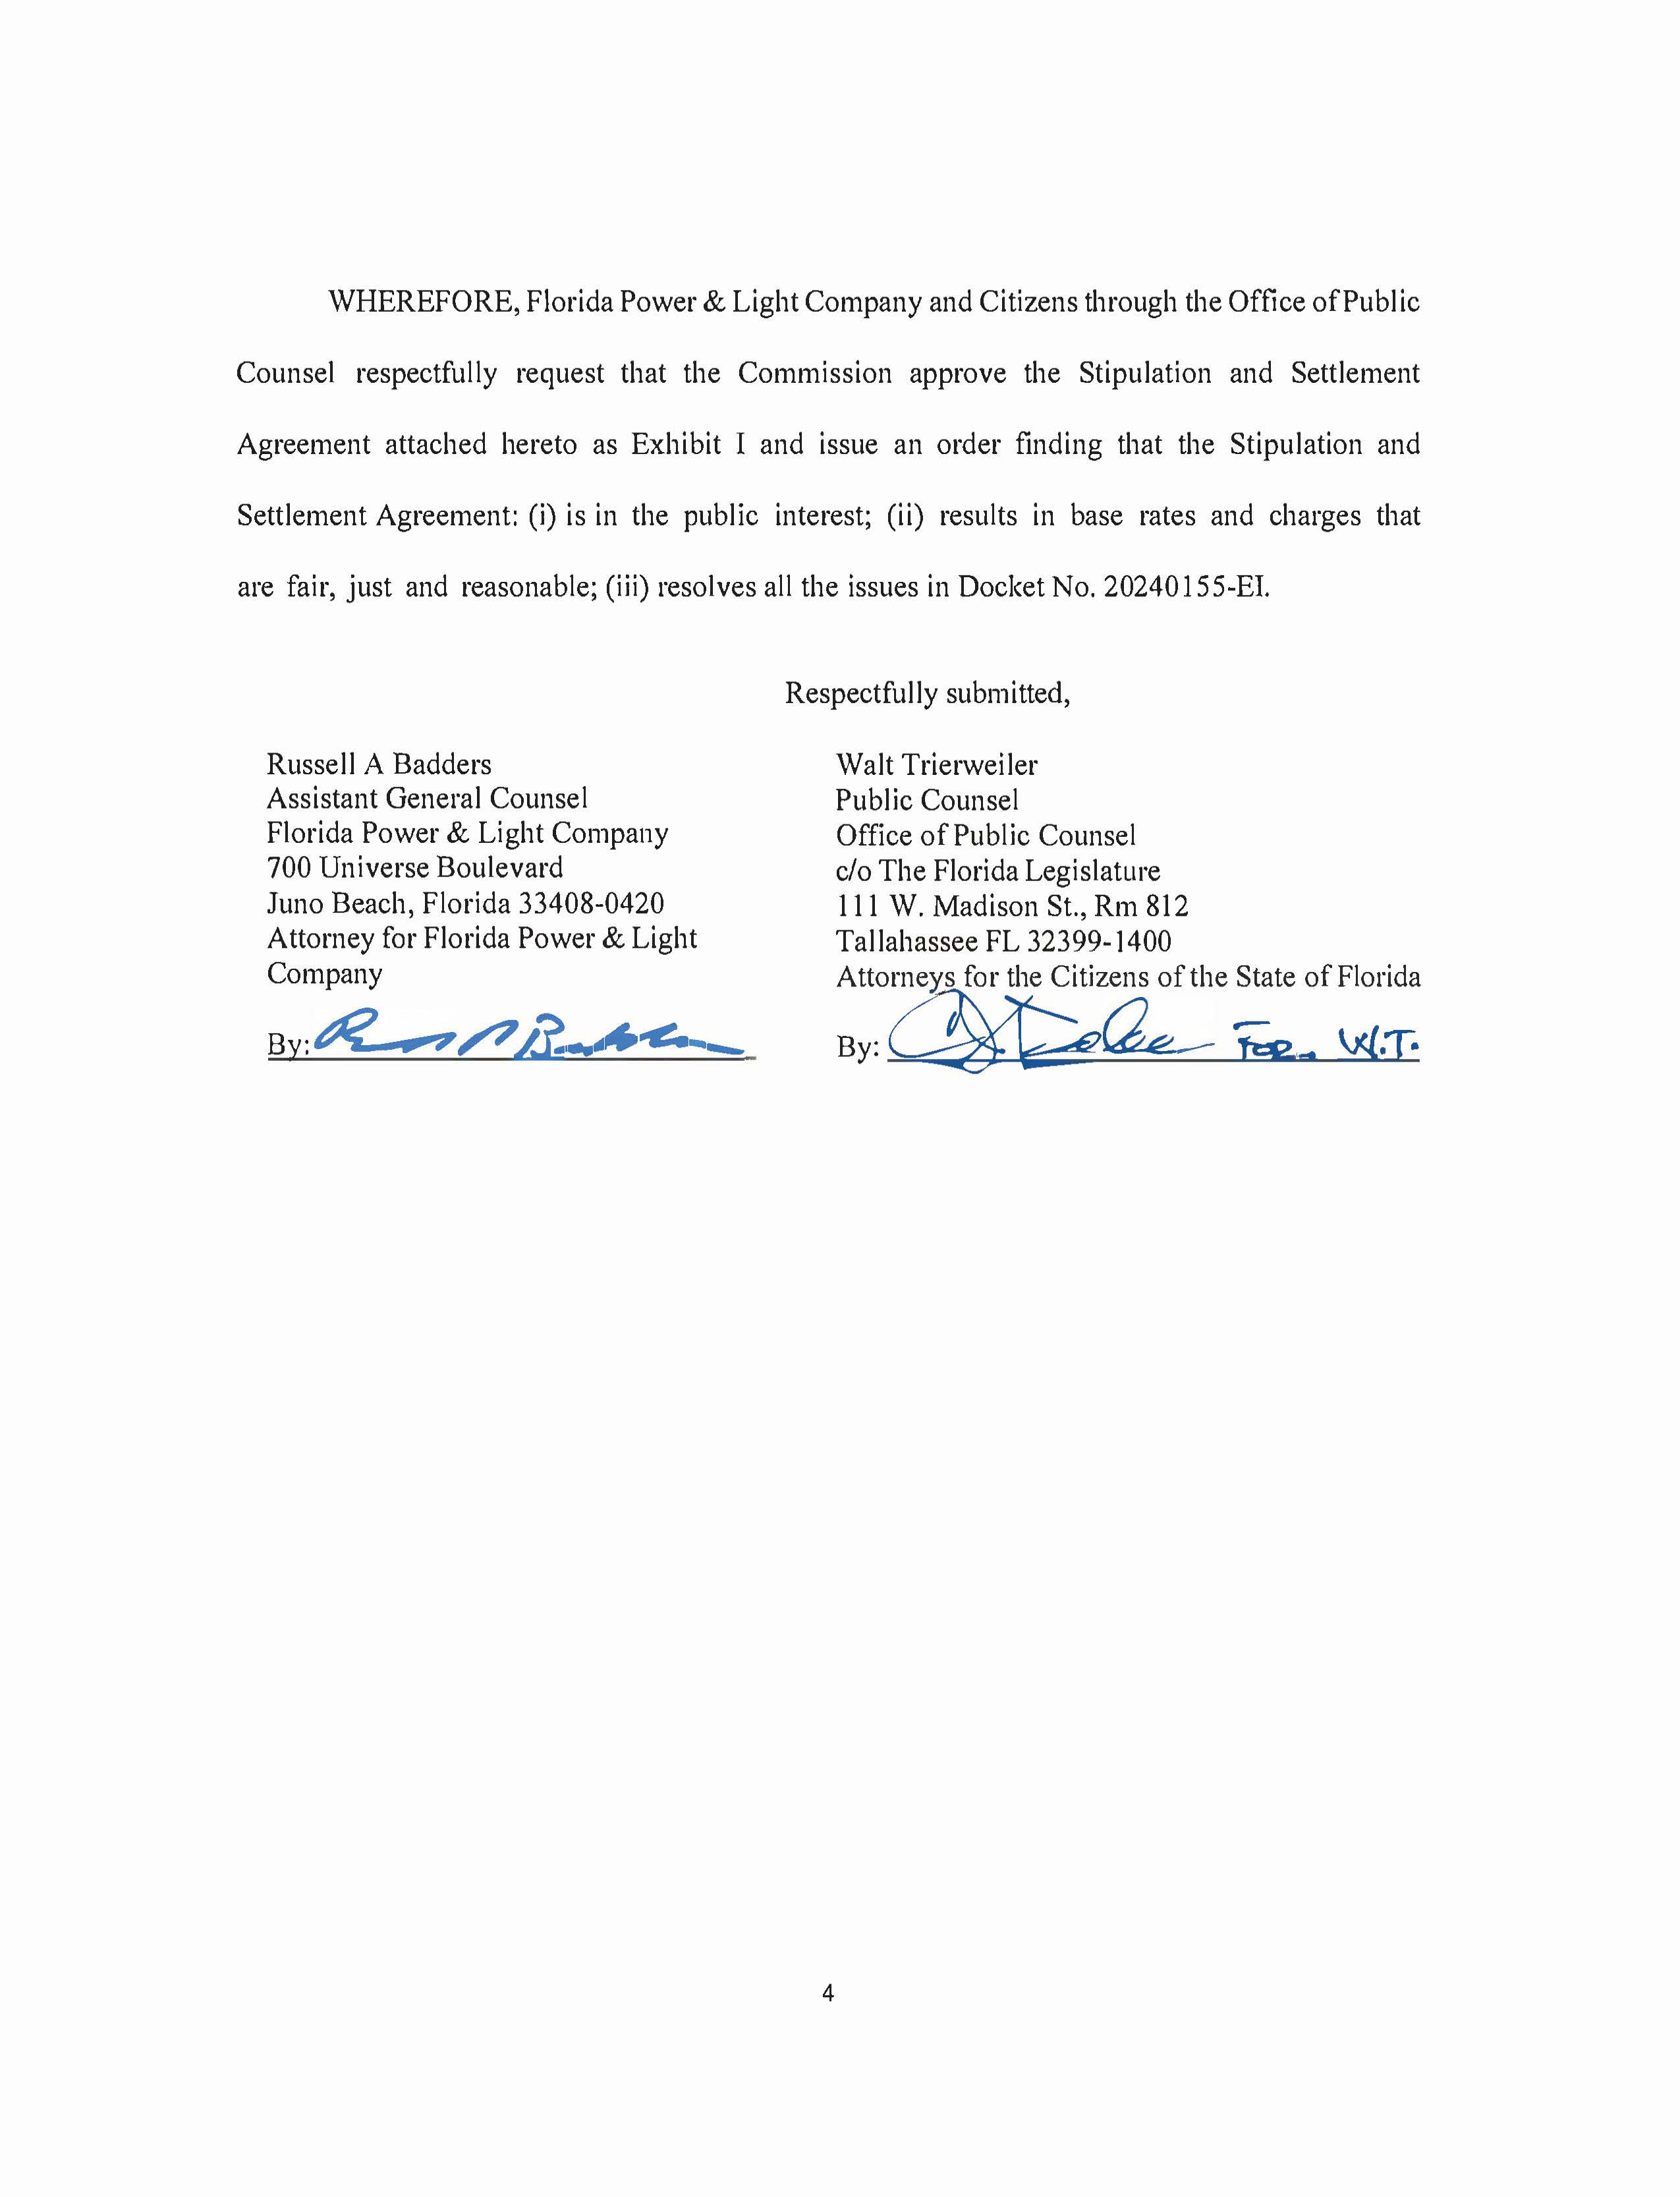 WHEREFORE, Florida Power & Light Company and Citizens through the Office of Public
Counsel respectfully request that the Commission approve the Stipulation and Settlement
Agreement attached hereto as Exhibit I and issue an order finding that the Stipulation and
Settlement Agreement: (i) is in the public interest; (ii) results in base rates and charges that
are fair, just and reasonable; (iii) resolves all the issues in Docket No. 20240155-EI.
Respectfully submitted,
Russell A Badders
Assistant General Counsel
Florida Power & Light Company
700 Universe Boulevard
Juno Beach, Florida 33408-0420
Attorney for Florida Power & Light
Company
By:
Walt Trierweiler
Public Counsel
Office of Public Counsel
c/o The Florida Legislature
111 W. Madison St., Rm 812
Tallahassee FL 32399-1400
Attorneys for the Citizens of the State of Florida
By: FOR W.T.
4